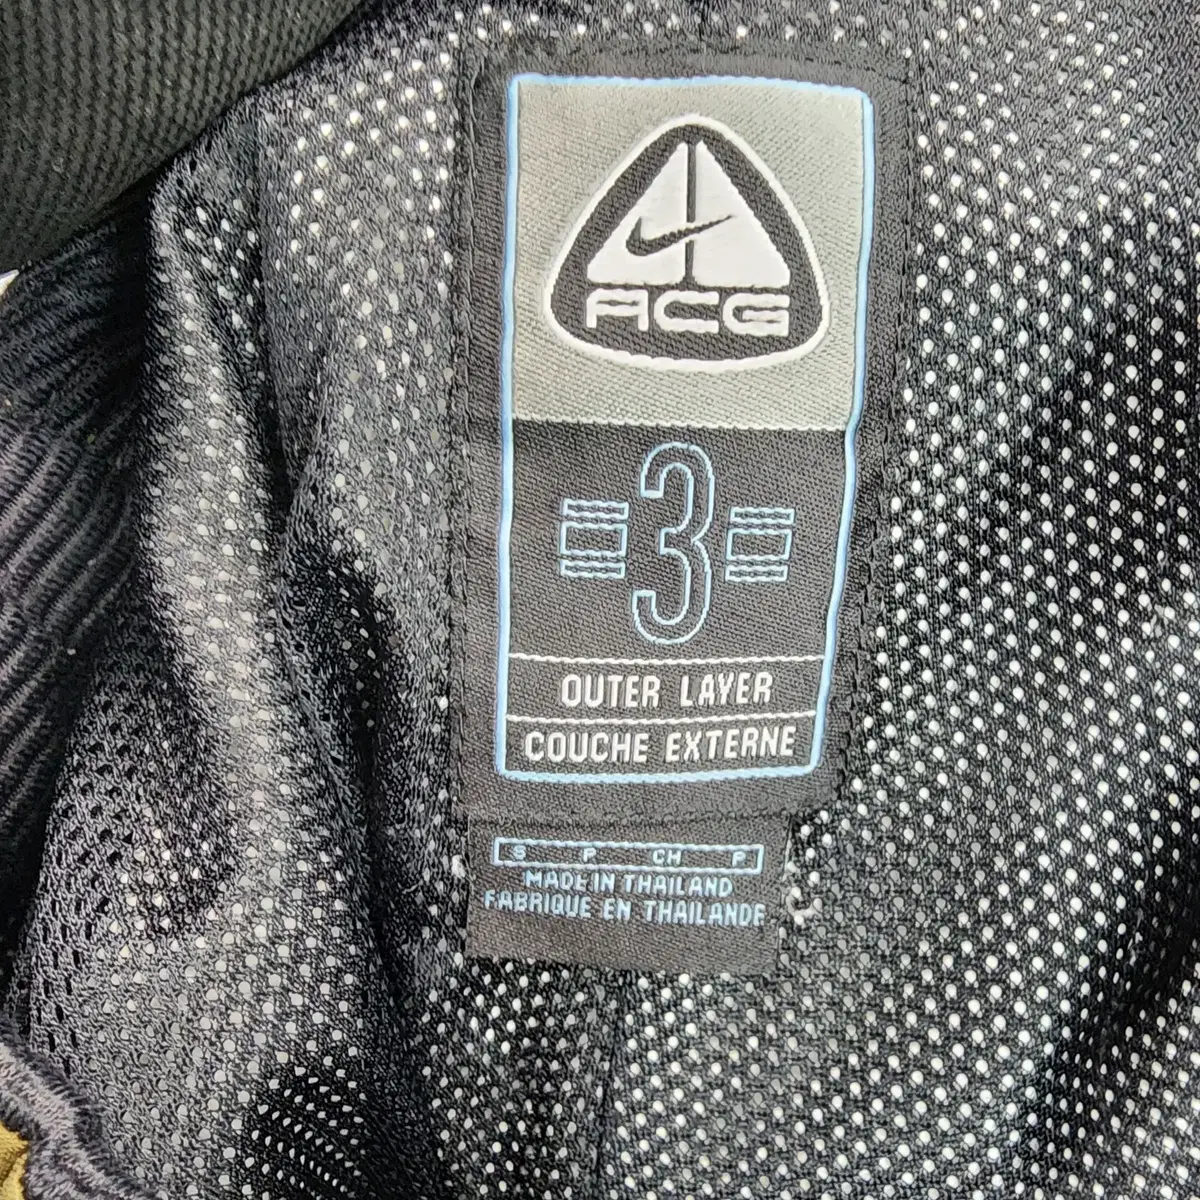 ACG
3
OUTER LAYER
COUCHE EXTERNE
S P CH P
MADE IN THAILAND
FABRIQUE EN THAILANDE